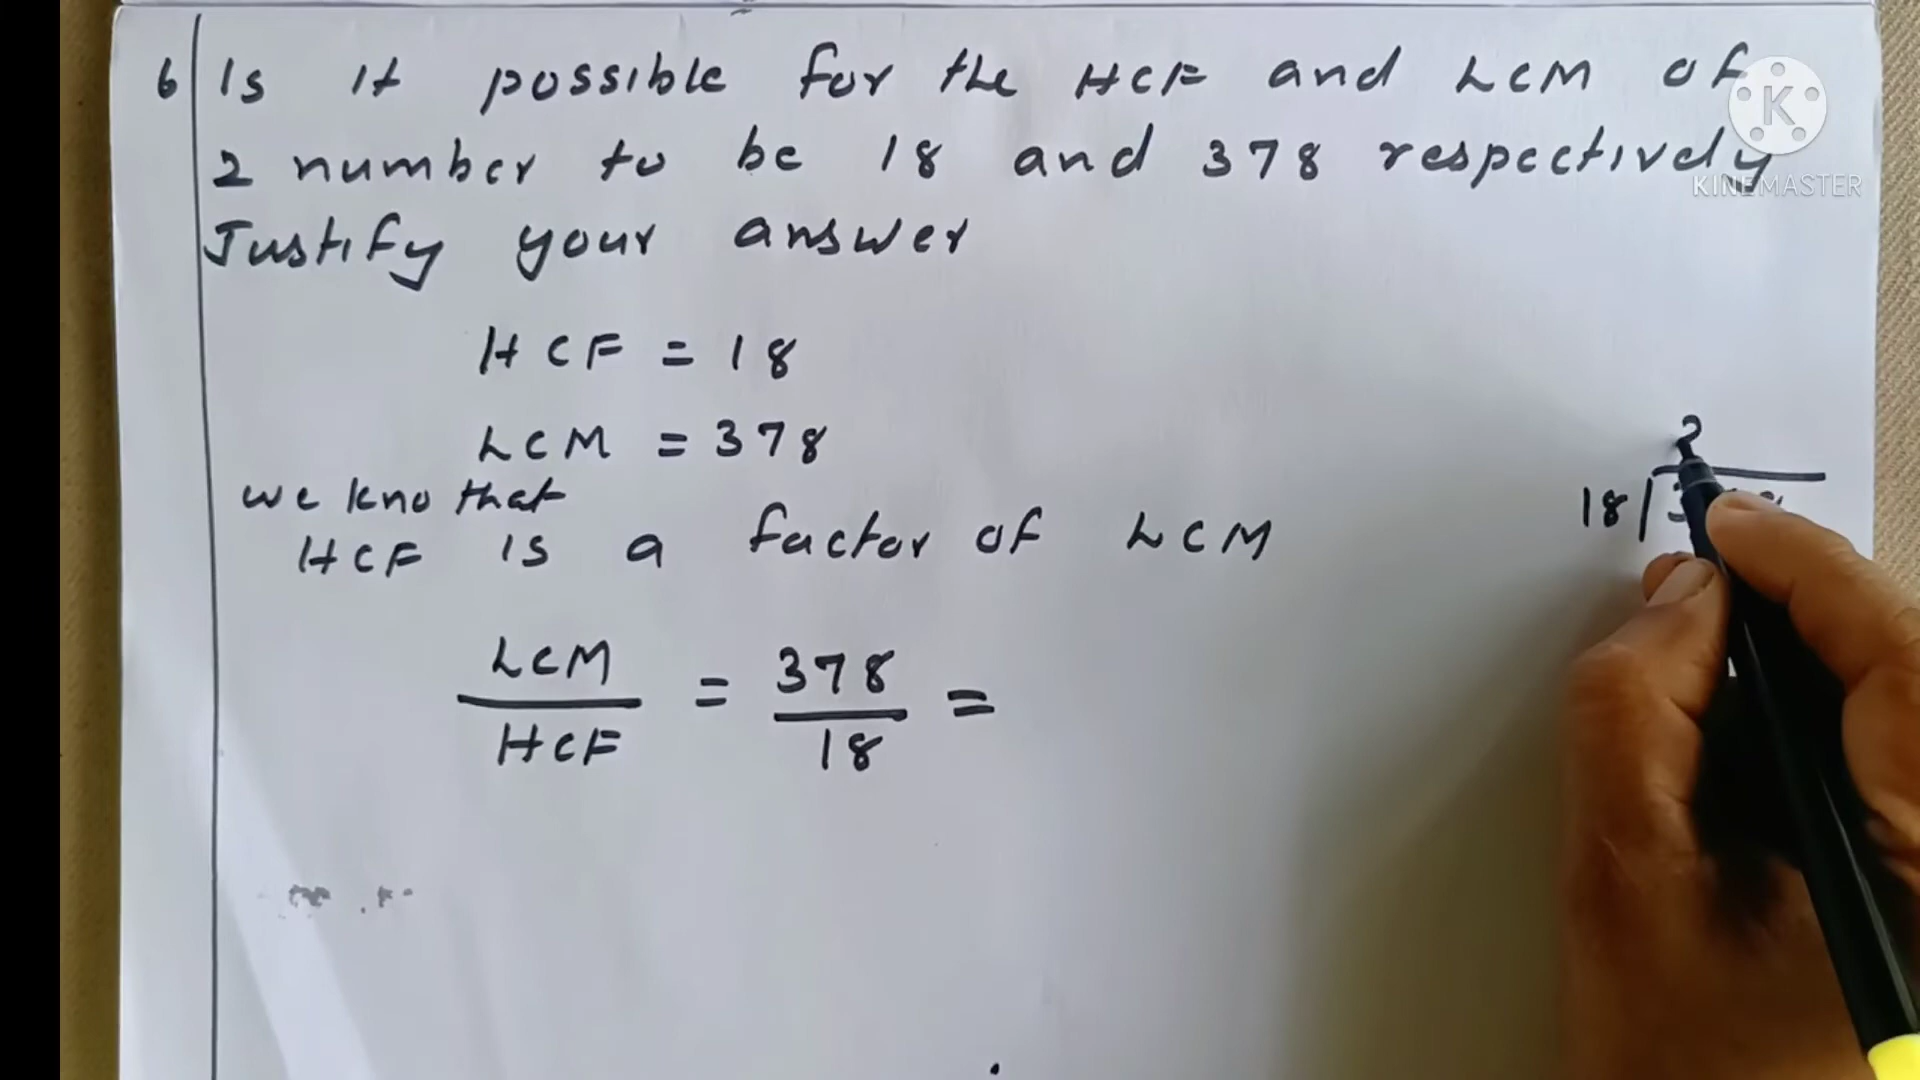 6 Is it possible for the HCF and LCM of
2 number to be 18 and 378 respectively
Justify your answer
HCF = 18
LCM = 378
we kno that
HCF is a factor of LCM
LCM
HCF
=
378
18
=
2
18
K
KINEMASTER